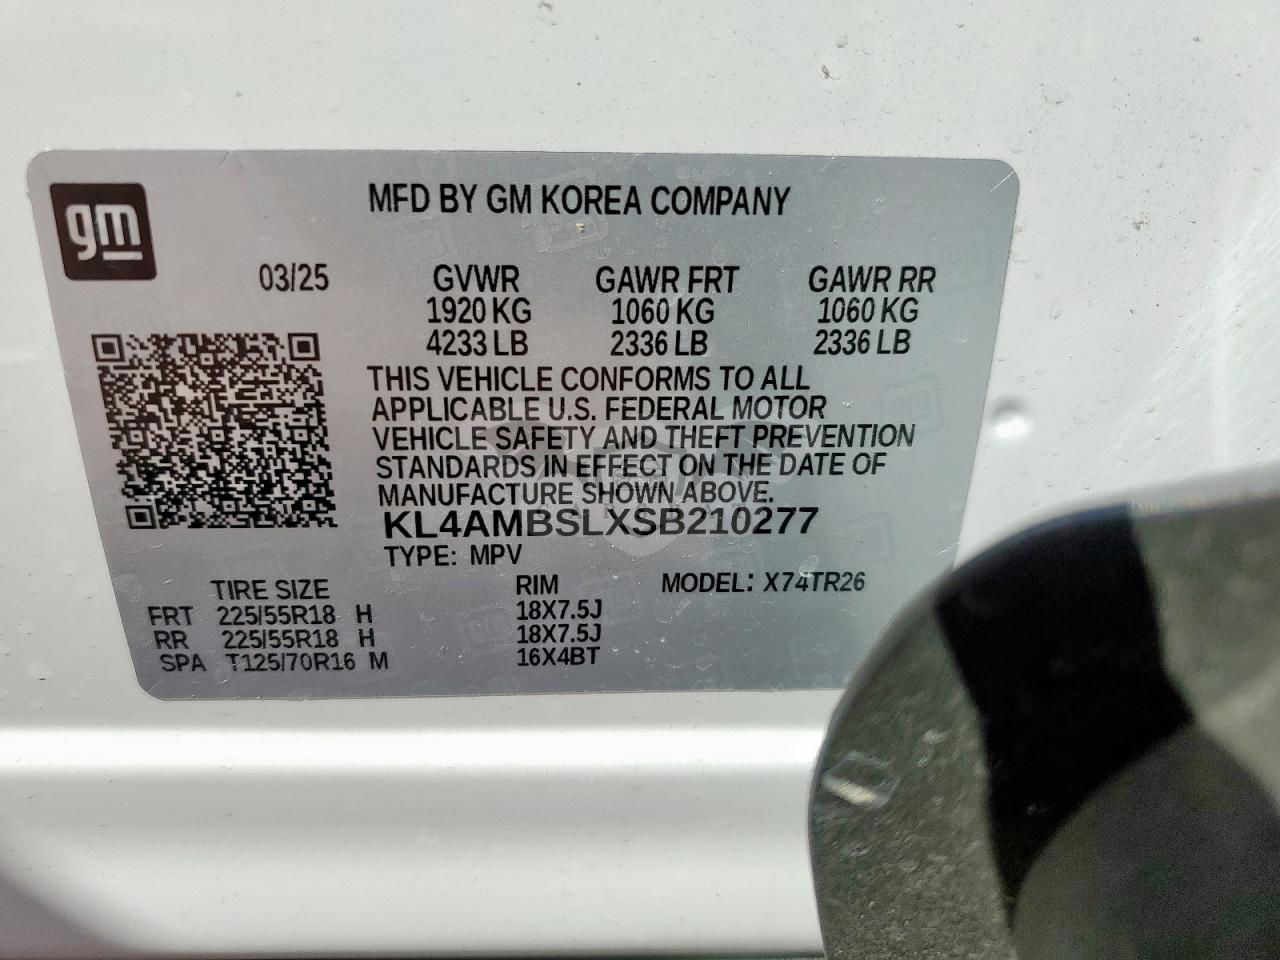 gm
MFD BY GM KOREA COMPANY
03/25 GVWR GAWR FRT GAWR RR
1920 KG 1060 KG 1060 KG
4233 LB 2336 LB 2336 LB
THIS VEHICLE CONFORMS TO ALL
APPLICABLE U.S. FEDERAL MOTOR
VEHICLE SAFETY AND THEFT PREVENTION
STANDARDS IN EFFECT ON THE DATE OF
MANUFACTURE SHOWN ABOVE.
KL4AMBSLXSB210277
TYPE: MPV
TIRE SIZE RIM MODEL: X74TR26
FRT 225/55R18 H 18X7.5J
RR 225/55R18 H 18X7.5J
SPA T125/70R16 M 16X4BT